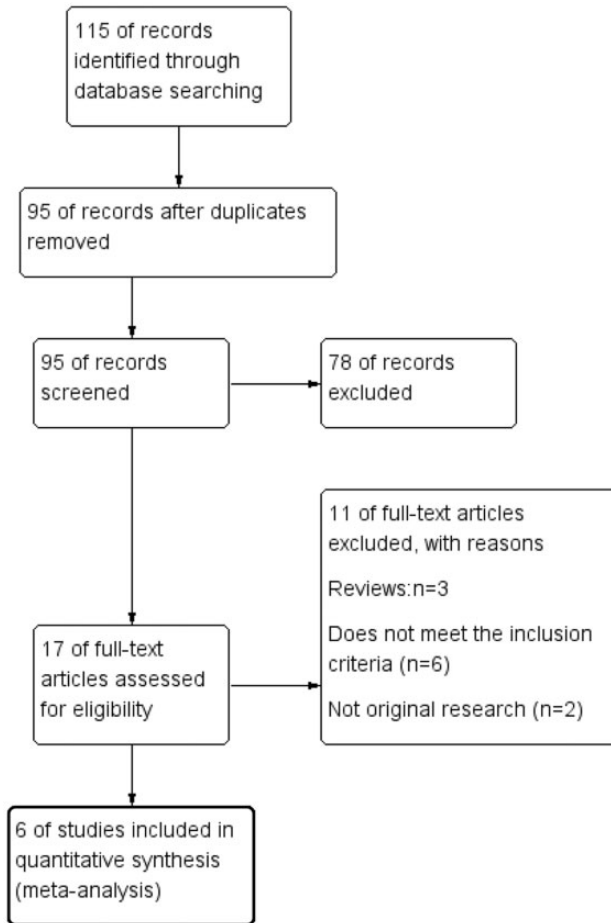 115 of records
identified through
database searching
95 of records after duplicates
removed
95 of records
screened
78 of records
excluded
11 of full-text articles
excluded, with reasons
Reviews:n=3
Does not meet the inclusion
criteria (n=6)
Not original research (n=2)
17 of full-text
articles assessed
for eligibility
6 of studies included in
quantitative synthesis
(meta-analysis)